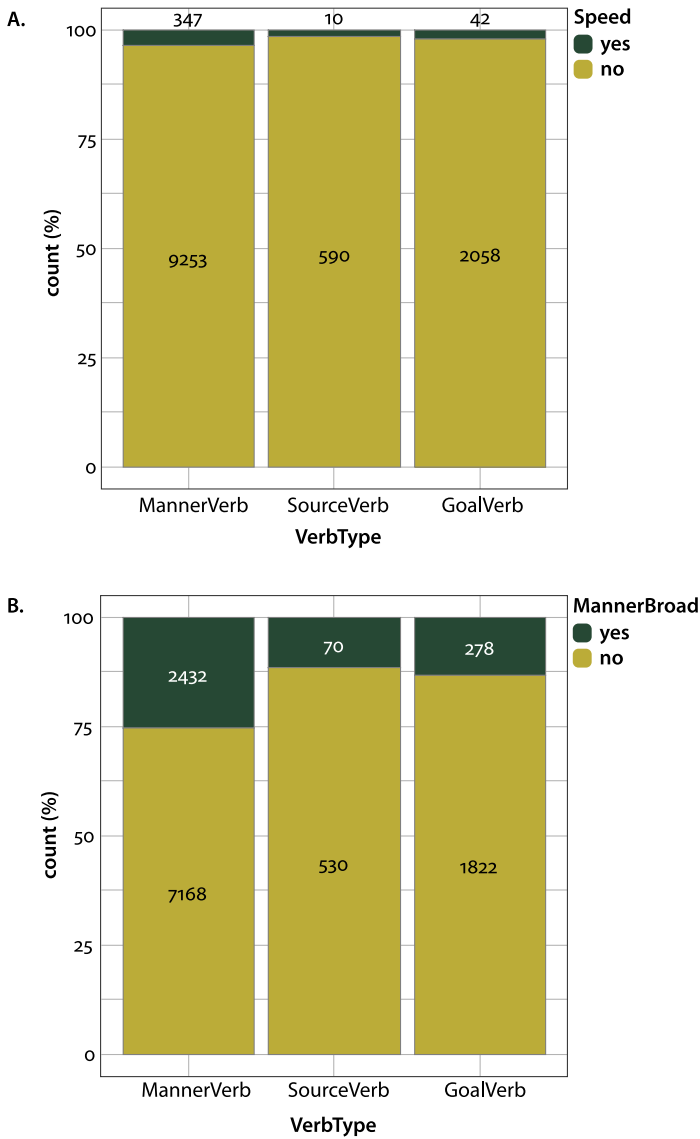 A.
347 10 42
Speed
yes
no
100
75
50
25
0
count (%)
9253 590 2058
MannerVerb SourceVerb GoalVerb
VerbType
B.
MannerBroad
yes
no
100
75
50
25
0
count (%)
2432 70 278
7168 530 1822
MannerVerb SourceVerb GoalVerb
VerbType